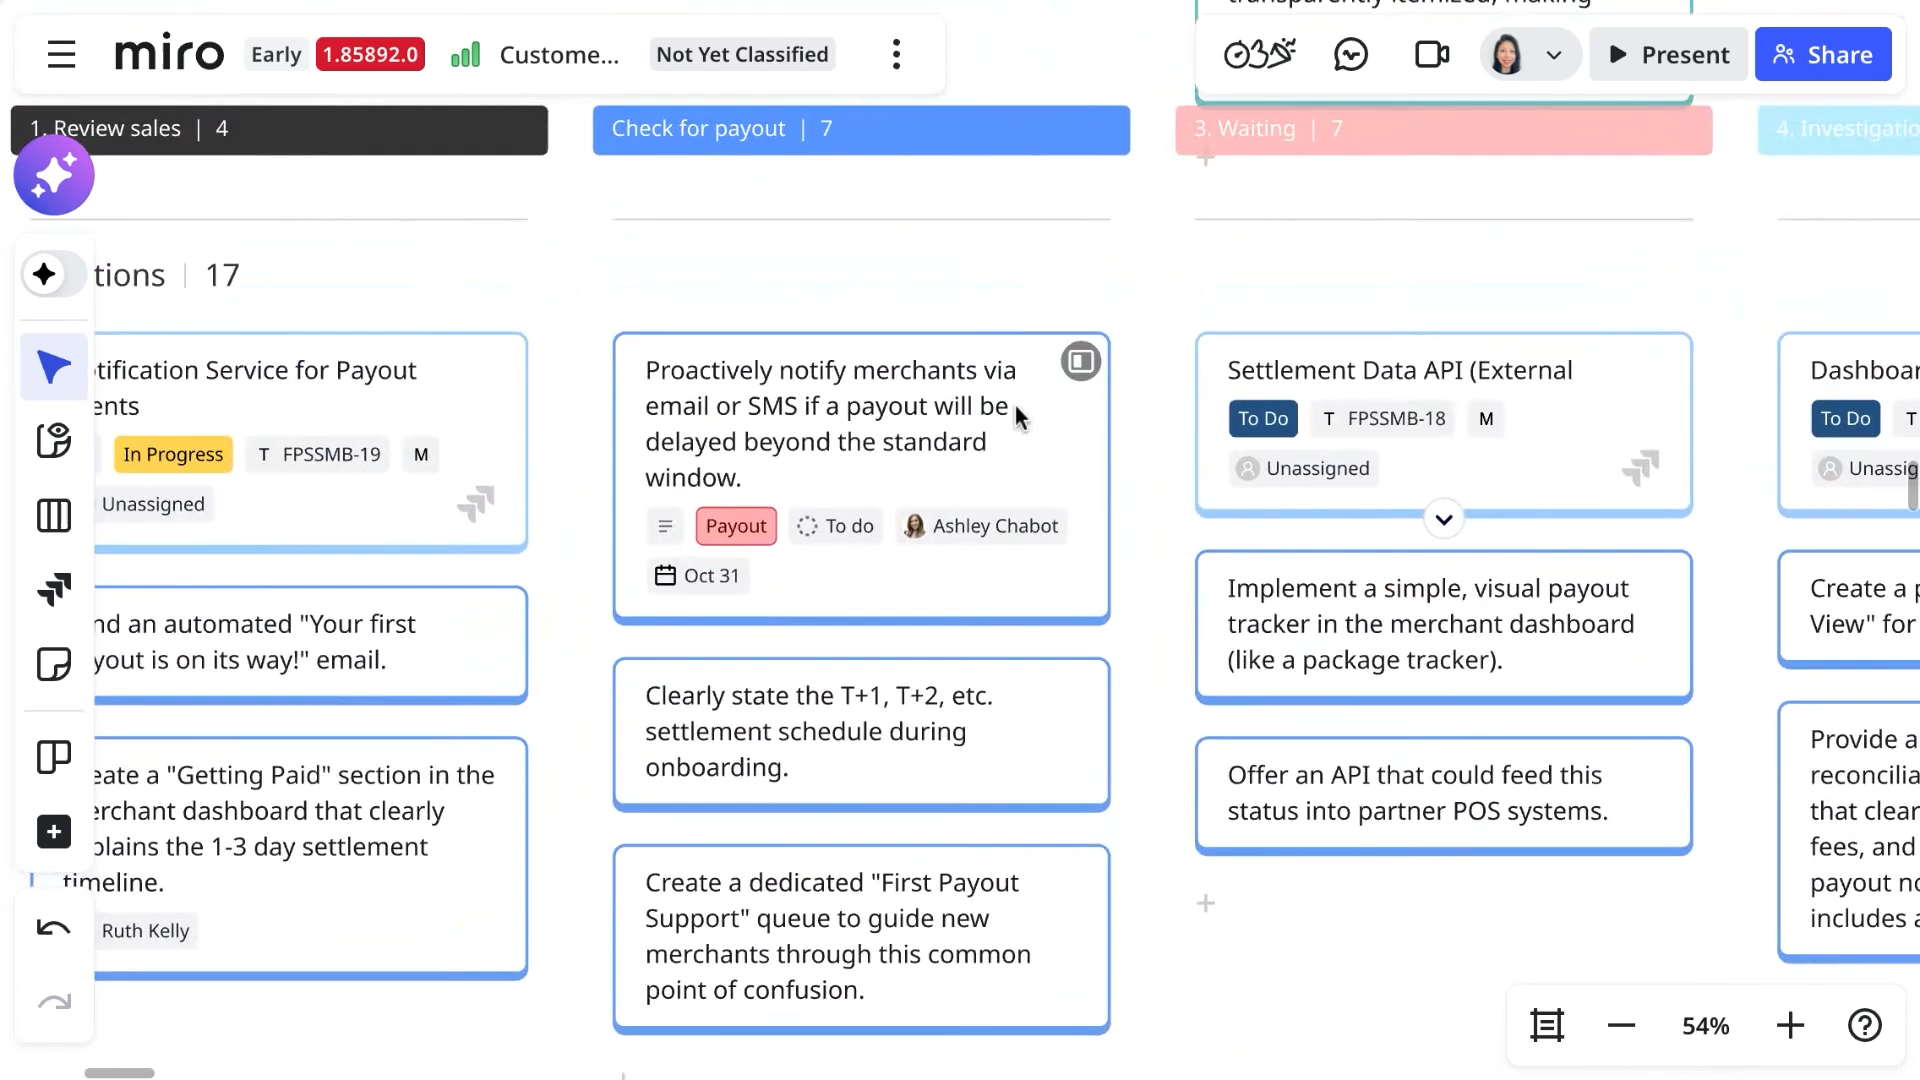 transparently itemized, making
miro
Early
1.85892.0
Custome...
Not Yet Classified
Present
Share
1. Review sales | 4
Check for payout | 7
3. Waiting | 7
4. Investigatio
tions | 17
tification Service for Payout
ents
In Progress
T FPSSMB-19
M
Unassigned
nd an automated "Your first
yout is on its way!" email.
eate a "Getting Paid" section in the
erchant dashboard that clearly
plains the 1-3 day settlement
timeline.
Ruth Kelly
Proactively notify merchants via
email or SMS if a payout will be
delayed beyond the standard
window.
Payout
To do
Ashley Chabot
Oct 31
Clearly state the T+1, T+2, etc.
settlement schedule during
onboarding.
Create a dedicated "First Payout
Support" queue to guide new
merchants through this common
point of confusion.
Settlement Data API (External
To Do
T FPSSMB-18
M
Unassigned
Implement a simple, visual payout
tracker in the merchant dashboard
(like a package tracker).
Offer an API that could feed this
status into partner POS systems.
Dashboar
To Do
T
Unassig
Create a p
View" for
Provide a
reconcilia
that clear
fees, and
payout no
includes a
54%